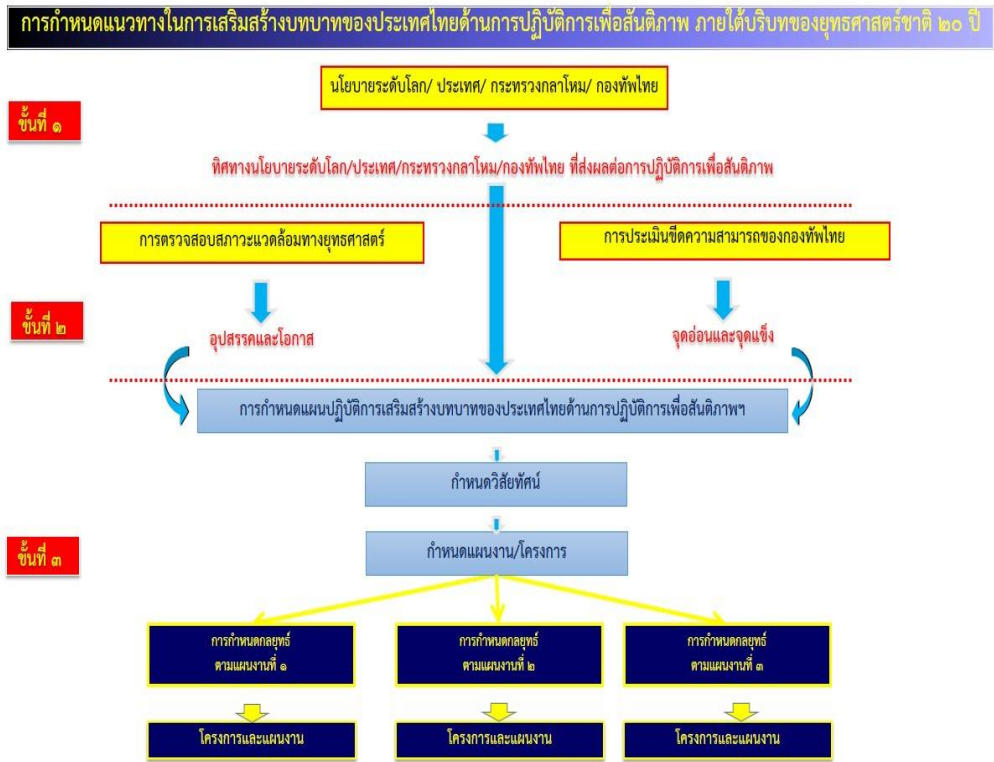 การกำหนดแนวทางในการเสริมสร้างบทบาทของประเทศไทยด้านการปฏิบัติการเพื่อสันติภาพ ภายใต้บริบทของยุทธศาสตร์ชาติ ๒๐ ปี
นโยบายระดับโลก/ ประเทศ/ กระทรวงกลาโหม/ กองทัพไทย
ขั้นที่ ๑
ทิศทางนโยบายระดับโลก/ประเทศ/กระทรวงกลาโหม/กองทัพไทย ที่ส่งผลต่อการปฏิบัติการเพื่อสันติภาพ
การตรวจสอบสภาวะแวดล้อมทางยุทธศาสตร์
การประเมินขีดความสามารถของกองทัพไทย
ขั้นที่ ๒
อุปสรรคและโอกาส
จุดอ่อนและจุดแข็ง
การกำหนดแผนปฏิบัติการเสริมสร้างบทบาทของประเทศไทยด้านการปฏิบัติการเพื่อสันติภาพฯ
กำหนดวิสัยทัศน์
ขั้นที่ ๓
กำหนดแผนงาน/โครงการ
การกำหนดกลยุทธ์
ตามแผนงานที่ ๑
การกำหนดกลยุทธ์
ตามแผนงานที่ ๒
การกำหนดกลยุทธ์
ตามแผนงานที่ ๓
โครงการและแผนงาน
โครงการและแผนงาน
โครงการและแผนงาน